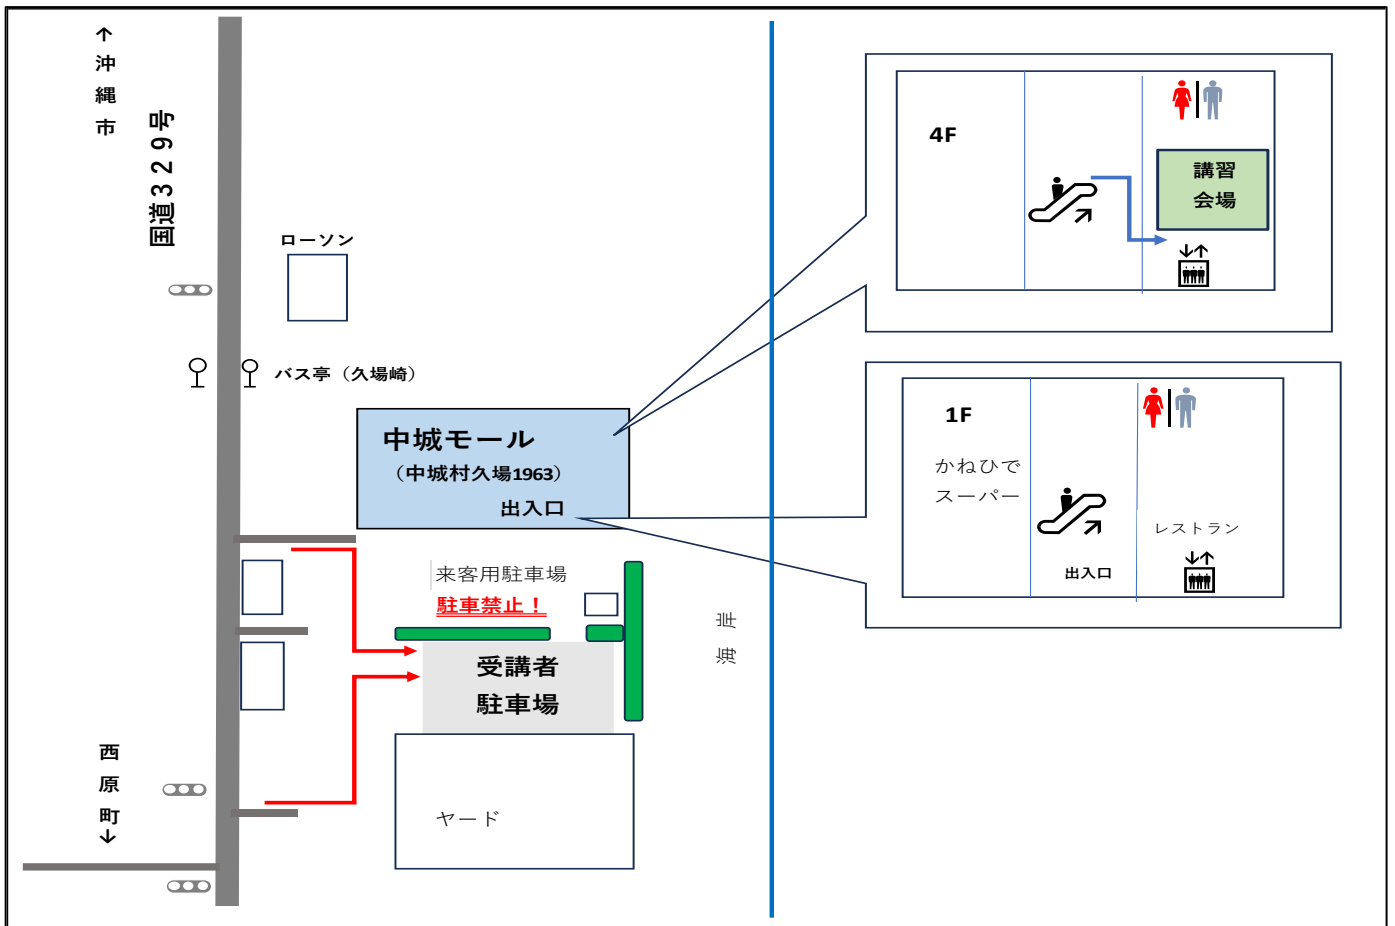 ↑沖縄市
国道３２９号
ローソン
バス亭（久場崎）
中城モール
（中城村久場1963）
出入口
来客用駐車場
駐車禁止！
受講者
駐車場
ヤード
西原町↓
海岸
4F
講習
会場
1F
かねひで
スーパー
レストラン
出入口